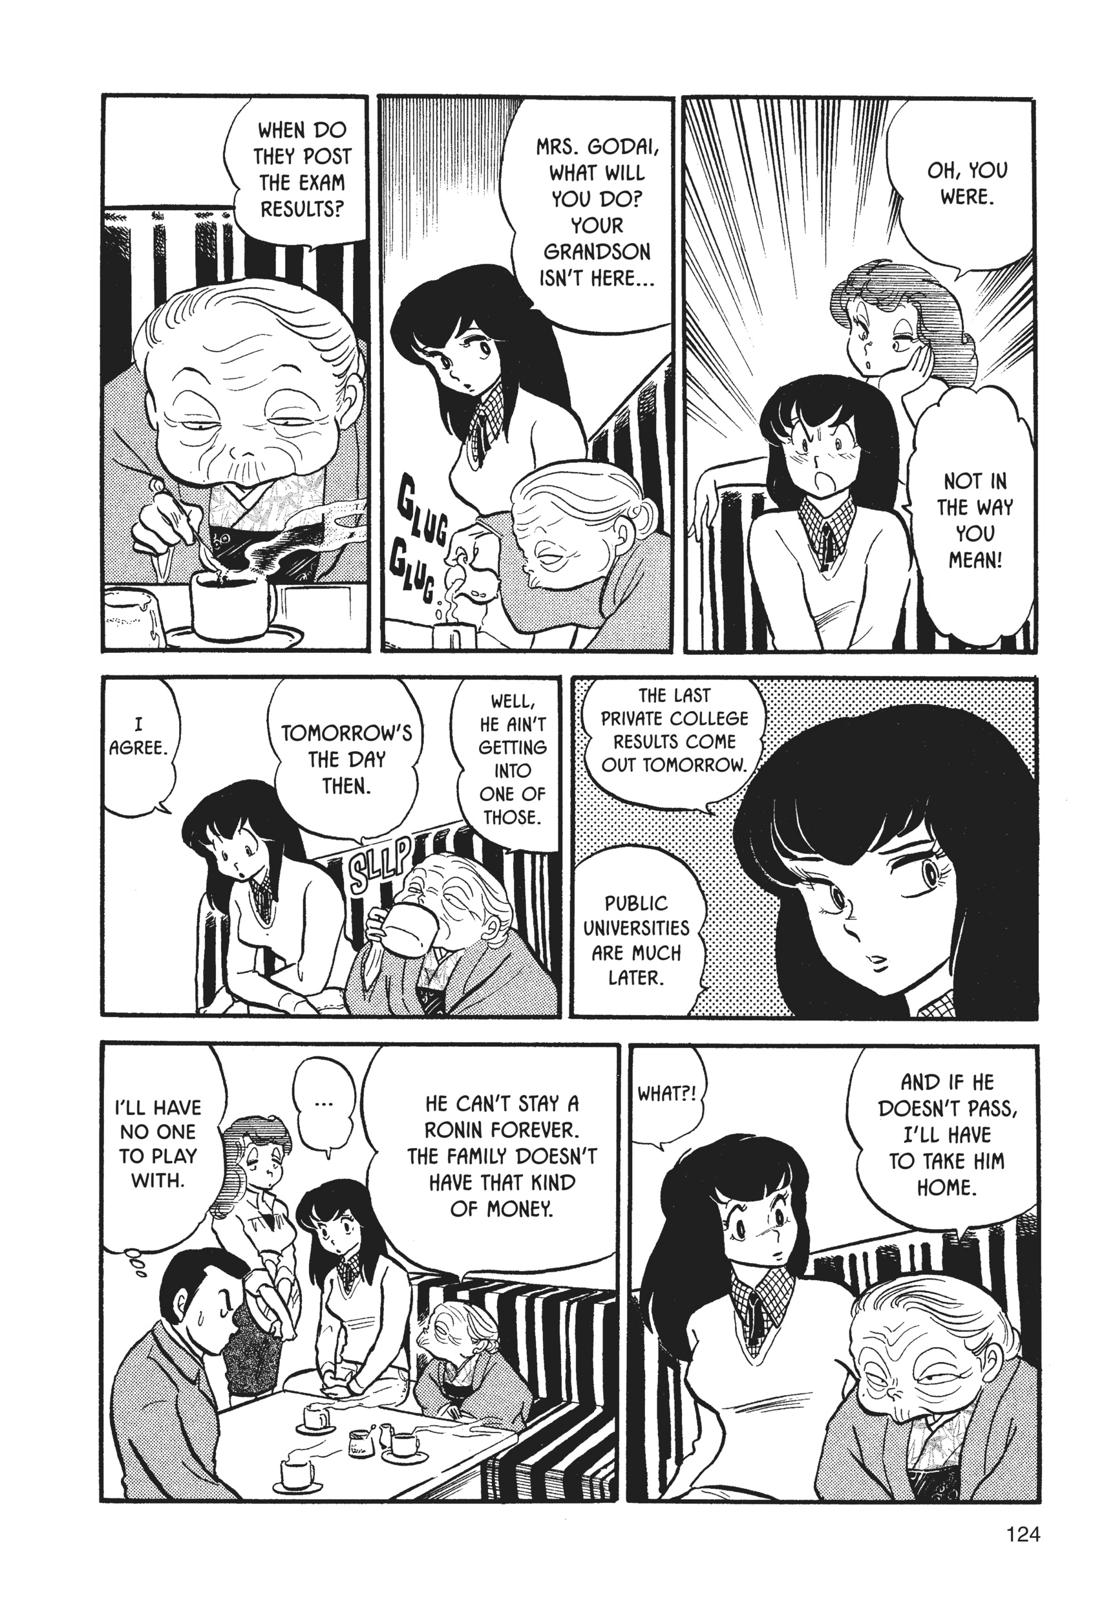 OH, YOU
WERE.
NOT IN
THE WAY
YOU
MEAN!
MRS. GODAI,
WHAT WILL
YOU DO?
YOUR
GRANDSON
ISN'T HERE...
GLUG
GLUG
WHEN DO
THEY POST
THE EXAM
RESULTS?
THE LAST
PRIVATE COLLEGE
RESULTS COME
OUT TOMORROW.
PUBLIC
UNIVERSITIES
ARE MUCH
LATER.
WELL,
HE AIN'T
GETTING
INTO
ONE OF
THOSE.
SLLP
TOMORROW'S
THE DAY
THEN.
I
AGREE.
AND IF HE
DOESN'T PASS,
I'LL HAVE
TO TAKE HIM
HOME.
WHAT?!
HE CAN'T STAY A
RONIN FOREVER.
THE FAMILY DOESN'T
HAVE THAT KIND
OF MONEY.
...
I'LL HAVE
NO ONE
TO PLAY
WITH.
124